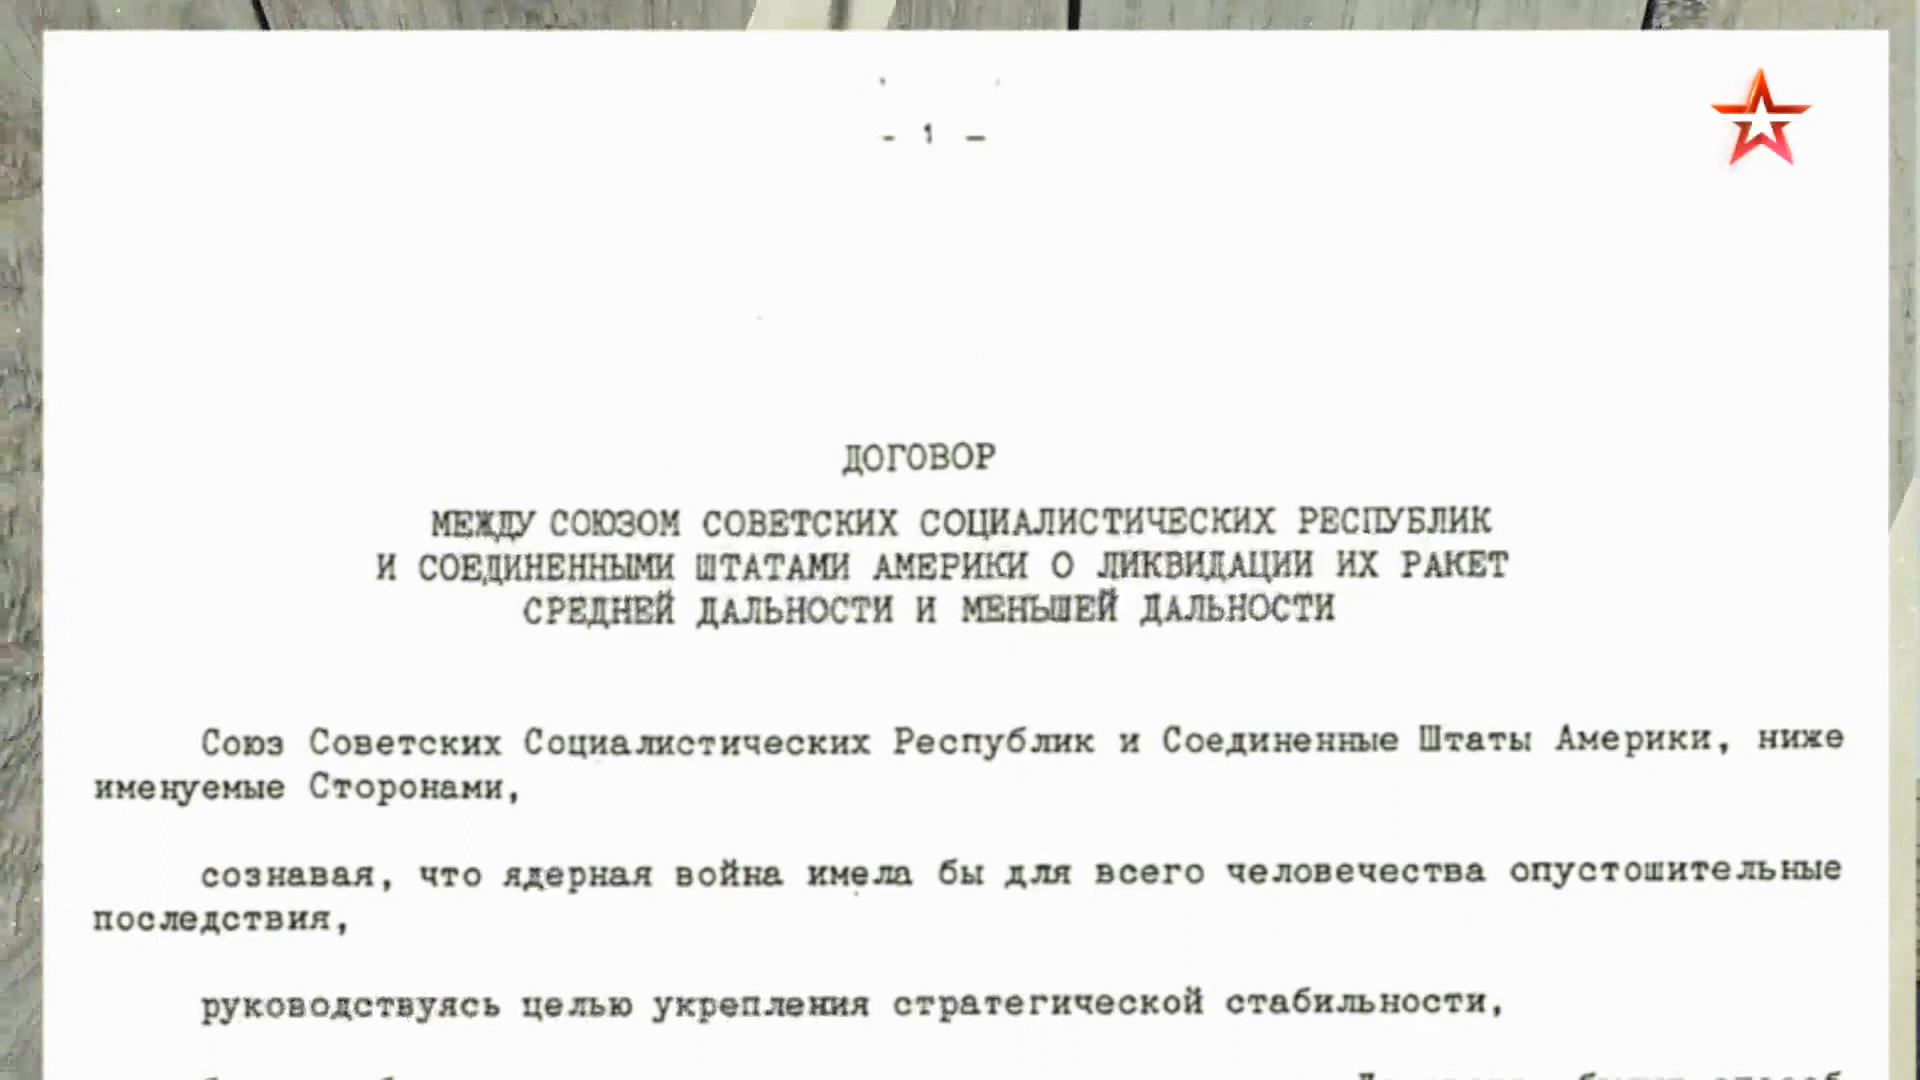 - 1 -
ДОГОВОР
МЕЖДУ СОЮЗОМ СОВЕТСКИХ СОЦИАЛИСТИЧЕСКИХ РЕСПУБЛИК
И СОЕДИНЕННЫМИ ШТАТАМИ АМЕРИКИ О ЛИКВИДАЦИИ ИХ РАКЕТ
СРЕДНЕЙ ДАЛЬНОСТИ И МЕНЬШЕЙ ДАЛЬНОСТИ
Союз Советских Социалистических Республик и Соединенные Штаты Америки, ниже
именуемые Сторонами,
сознавая, что ядерная война имела бы для всего человечества опустошительные
последствия,
руководствуясь целью укрепления стратегической стабильности,